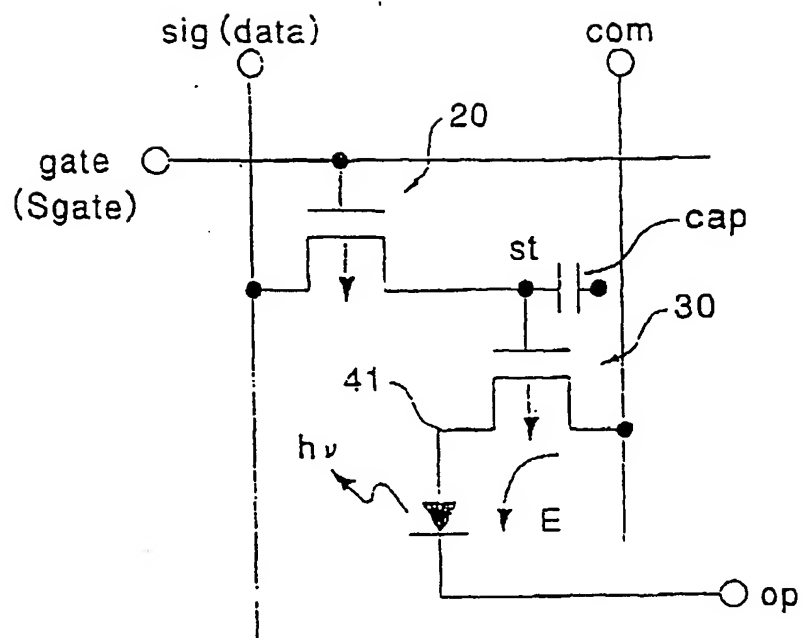 sig (data)
com
20
gate
(Sgate)
cap
st
30
41
hν
E
op